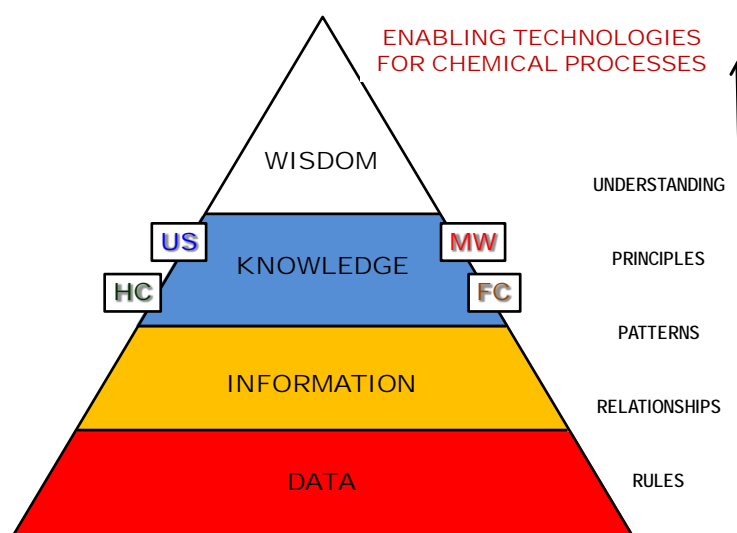 ENABLING TECHNOLOGIES
FOR CHEMICAL PROCESSES
WISDOM
UNDERSTANDING
US
MW
KNOWLEDGE
PRINCIPLES
HC
FC
PATTERNS
INFORMATION
RELATIONSHIPS
DATA
RULES